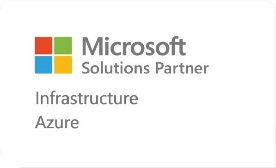 Microsoft
Solutions Partner
Infrastructure
Azure